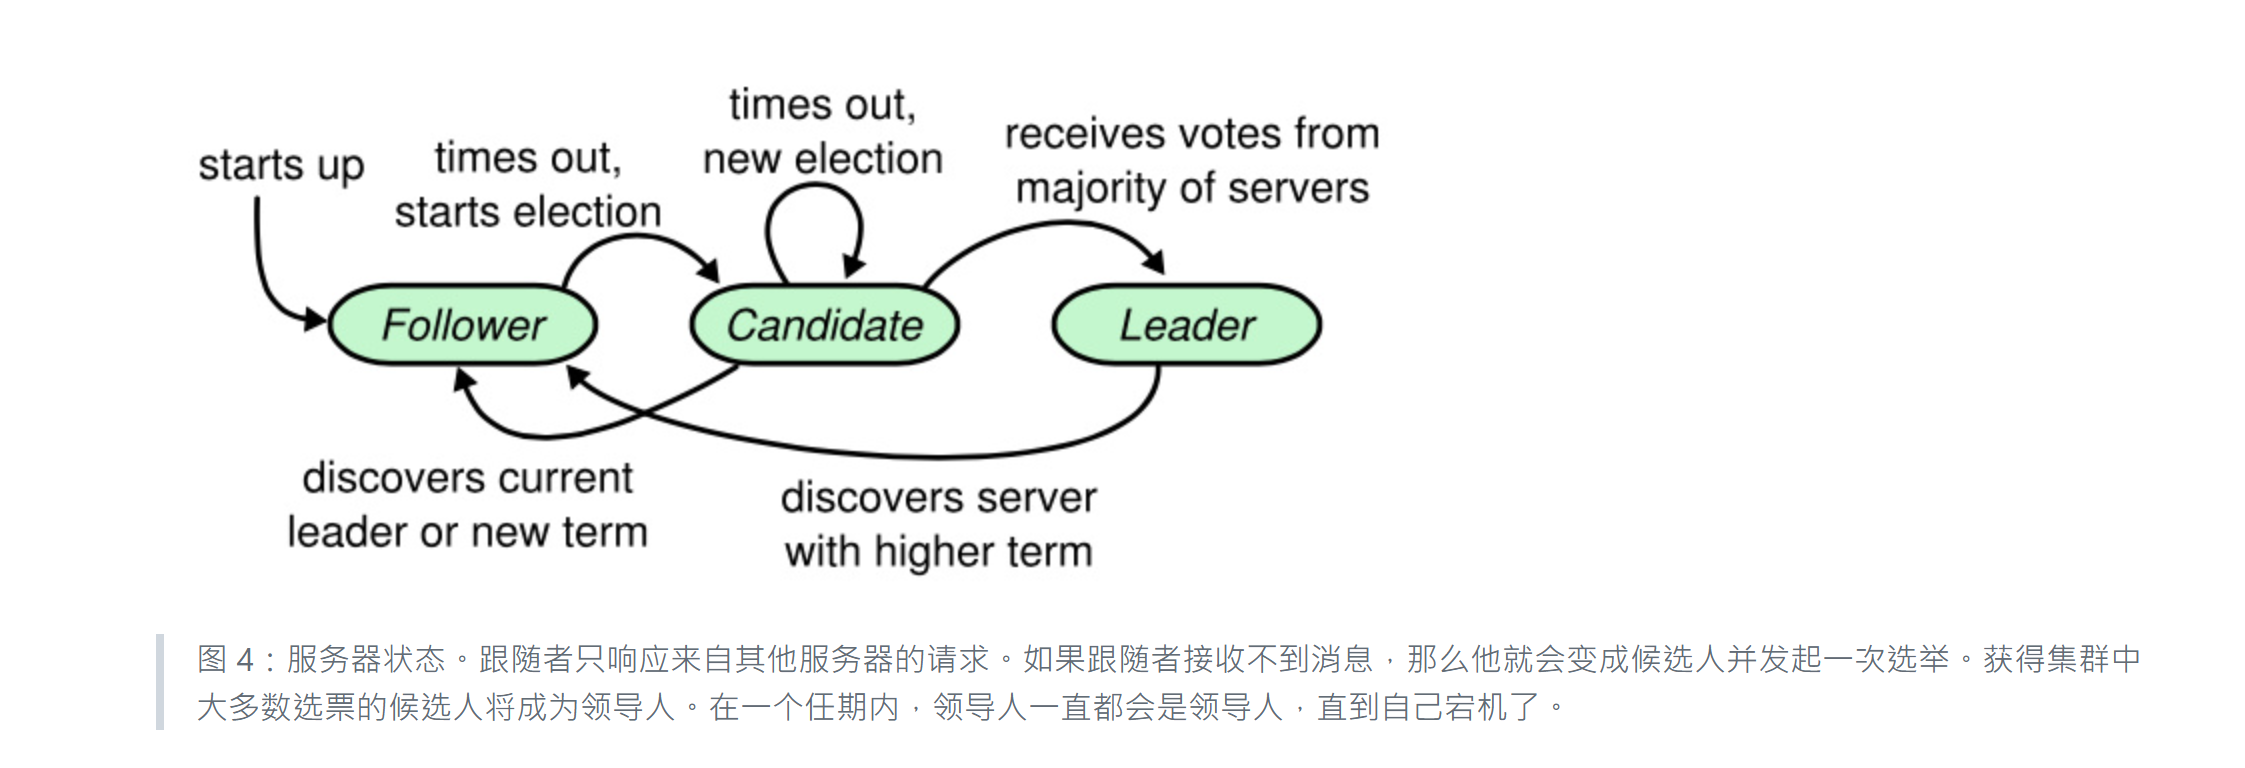 starts up
times out,
starts election
times out,
new election
receives votes from
majority of servers
Follower
Candidate
Leader
discovers current
leader or new term
discovers server
with higher term
图 4：服务器状态。跟随者只响应来自其他服务器的请求。如果跟随者接收不到消息，那么他就会变成候选人并发起一次选举。获得集群中
大多数选票的候选人将成为领导人。在一个任期内，领导人一直都会是领导人，直到自己宕机了。